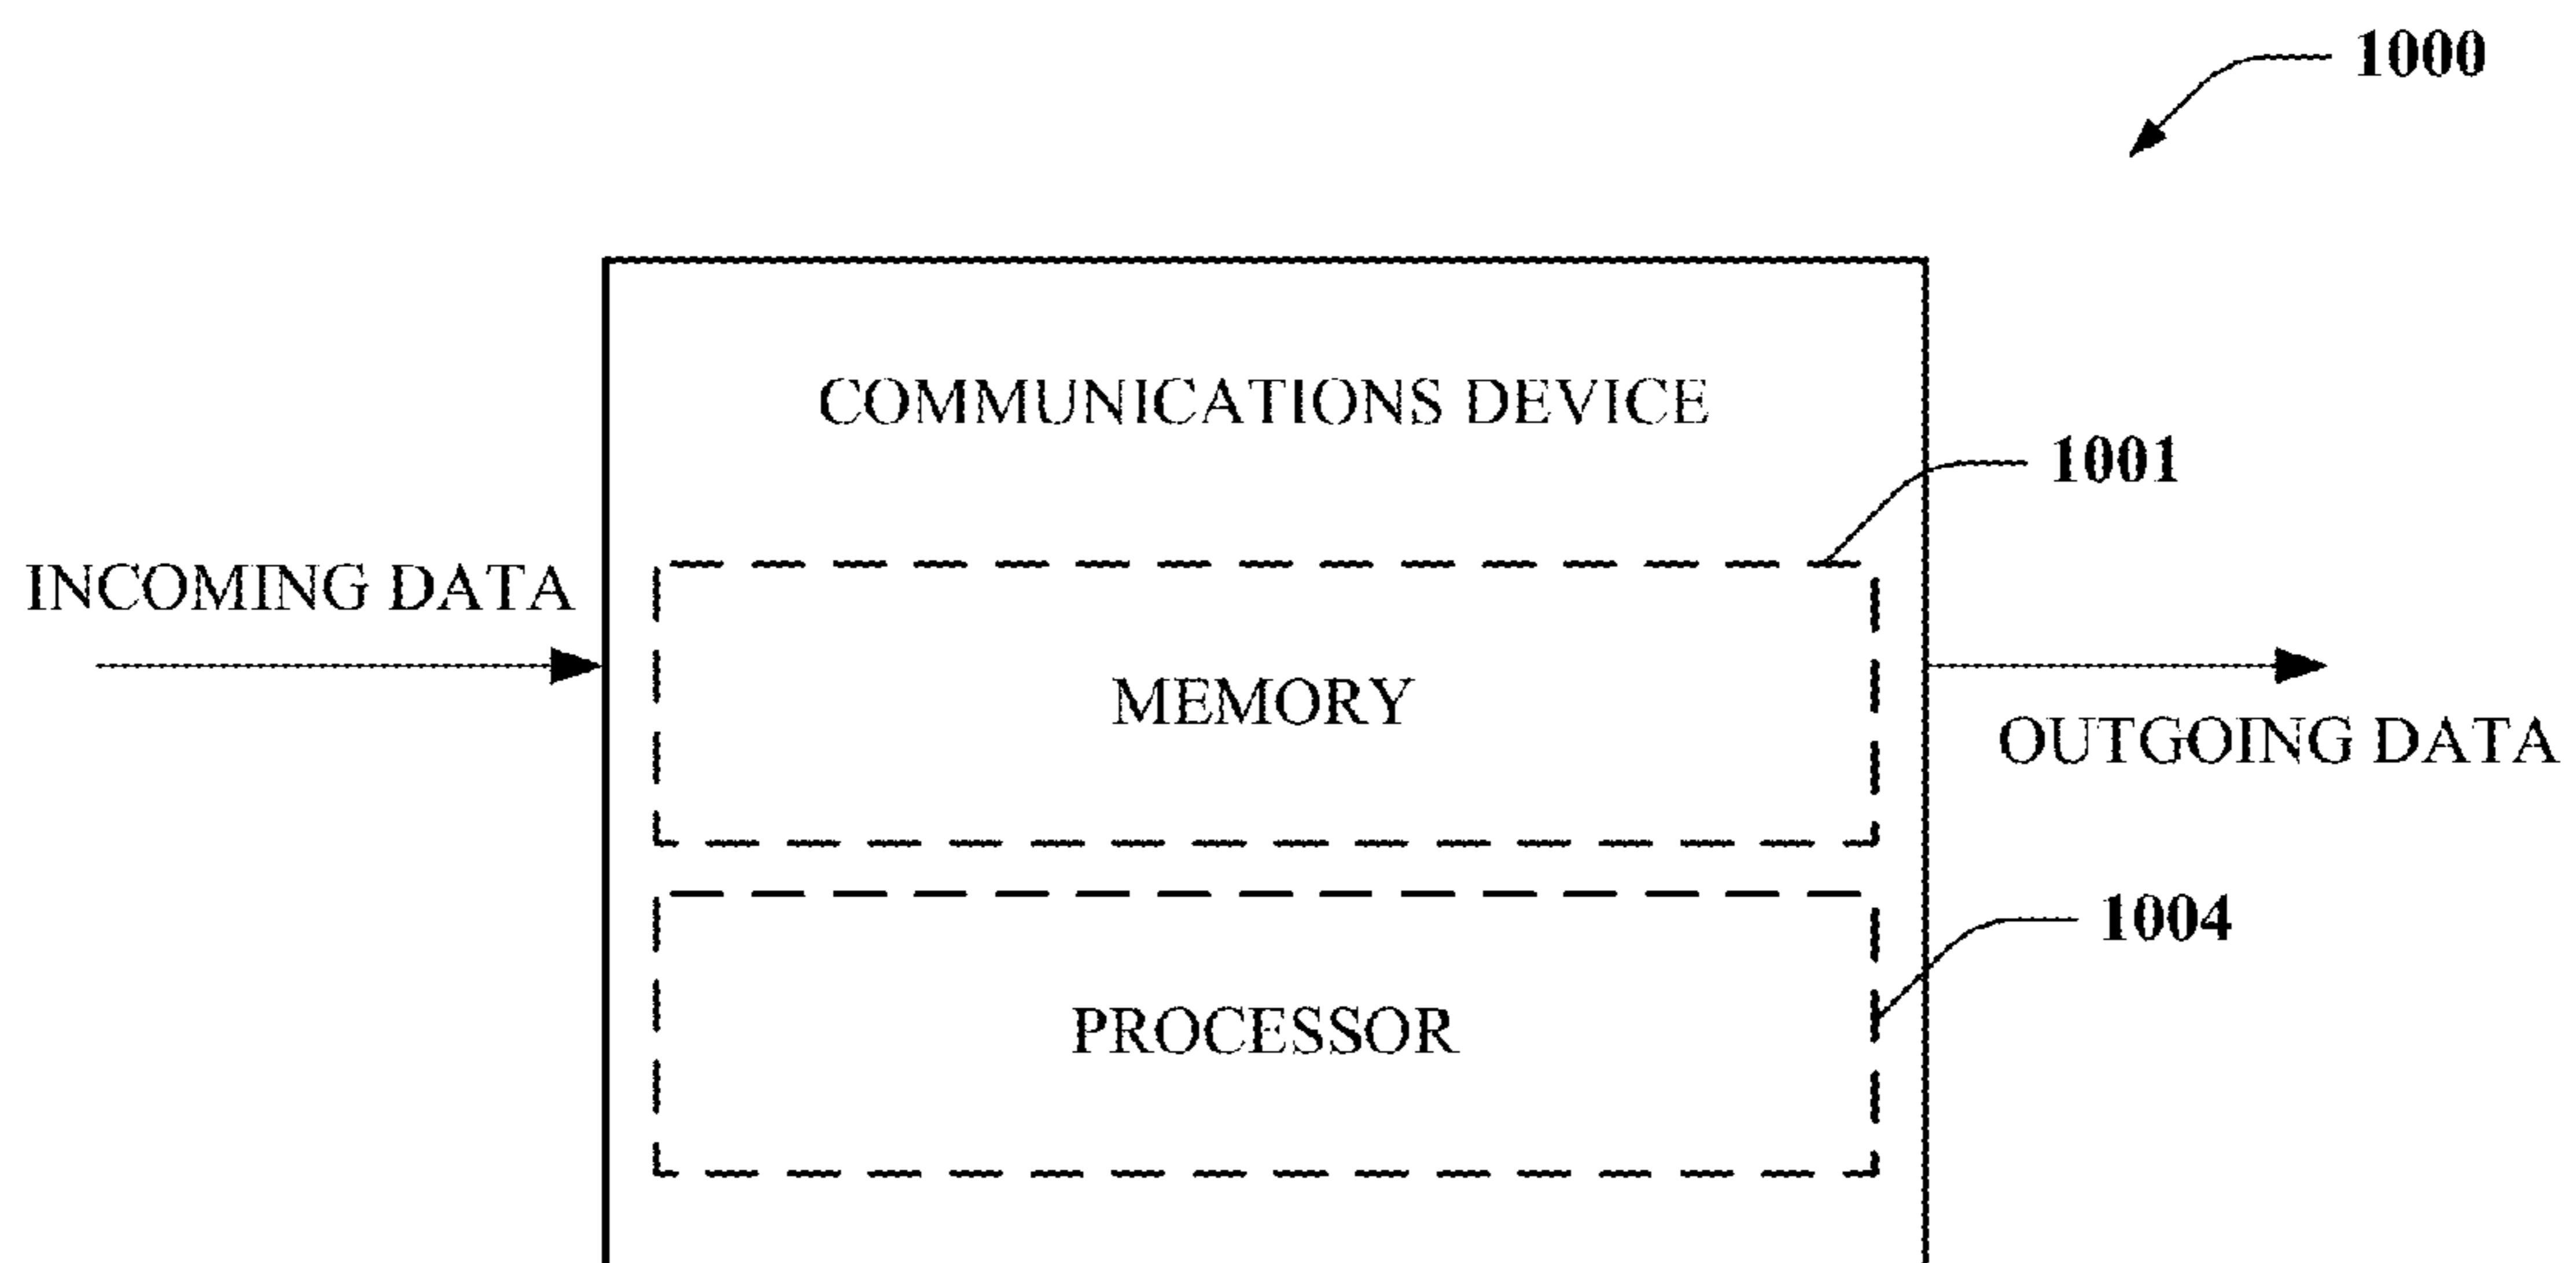 1000
COMMUNICATIONS DEVICE
1001
INCOMING DATA
MEMORY
OUTGOING DATA
1004
PROCESSOR